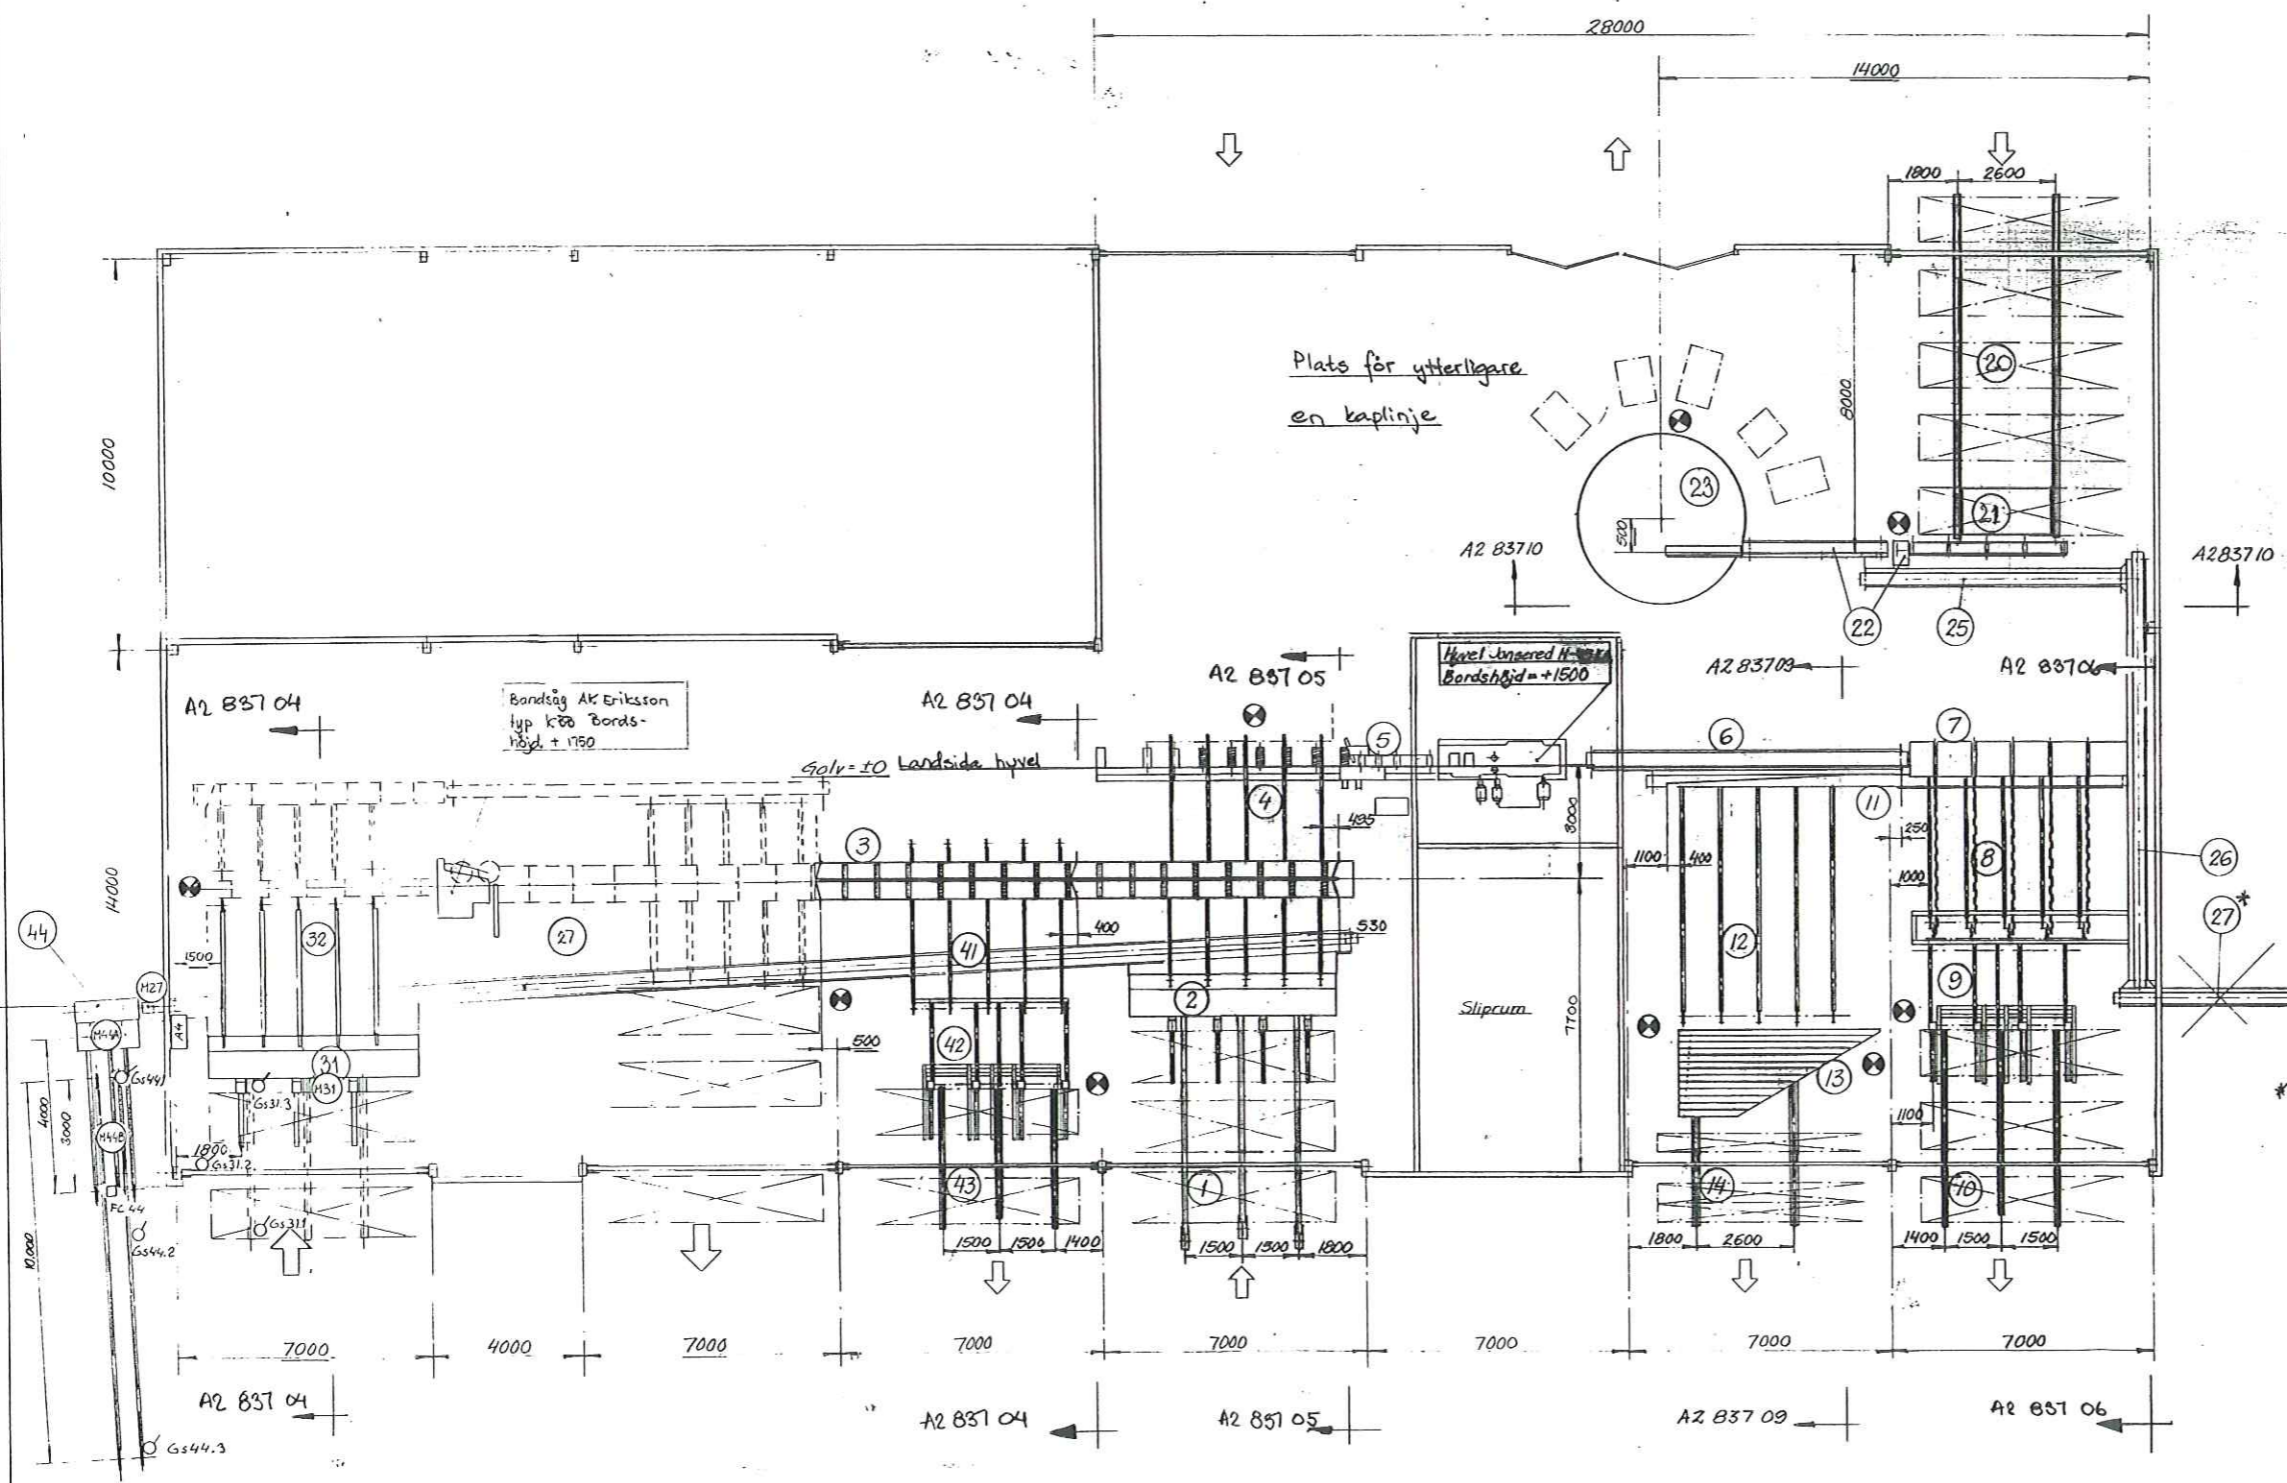 28000
14000
1800 2600
10000
Plats för ytterligare
en kaplinje
8000
20
23
21
500
A2 83710
A2 83710
22
25
Hyvel Jonsered
Bordshöjd = +1500
A2 837 04
Bandsåg AK Eriksson
typ Bords-
höjd. + 1750
A2 837 04
A2 837 05
A2 83709
A2 83706
Golv = ±0 Landsida hyvel
5
6
7
4
11
3
495
3000
250
1100 400
8
26
1000
14000
27*
44
32
27
41
400
530
12
1500
M27
2
9
Sliprum
7700
A4
M44A
42
500
31
M31
Gs44.1
Gs31.3
13
*
4000
3000
M44B
1100
1800
Gs31.2
43
1
14
10
FC 44
Gs31.1
Gs44.2
10.000
1500 1500 1400
1500 1500 1800
1800 2600
1400 1500 1500
7000 4000 7000 7000 7000 7000 7000 7000
A2 837 04
A2 837 04
A2 837 05
A2 837 09
A2 837 06
Gs44.3